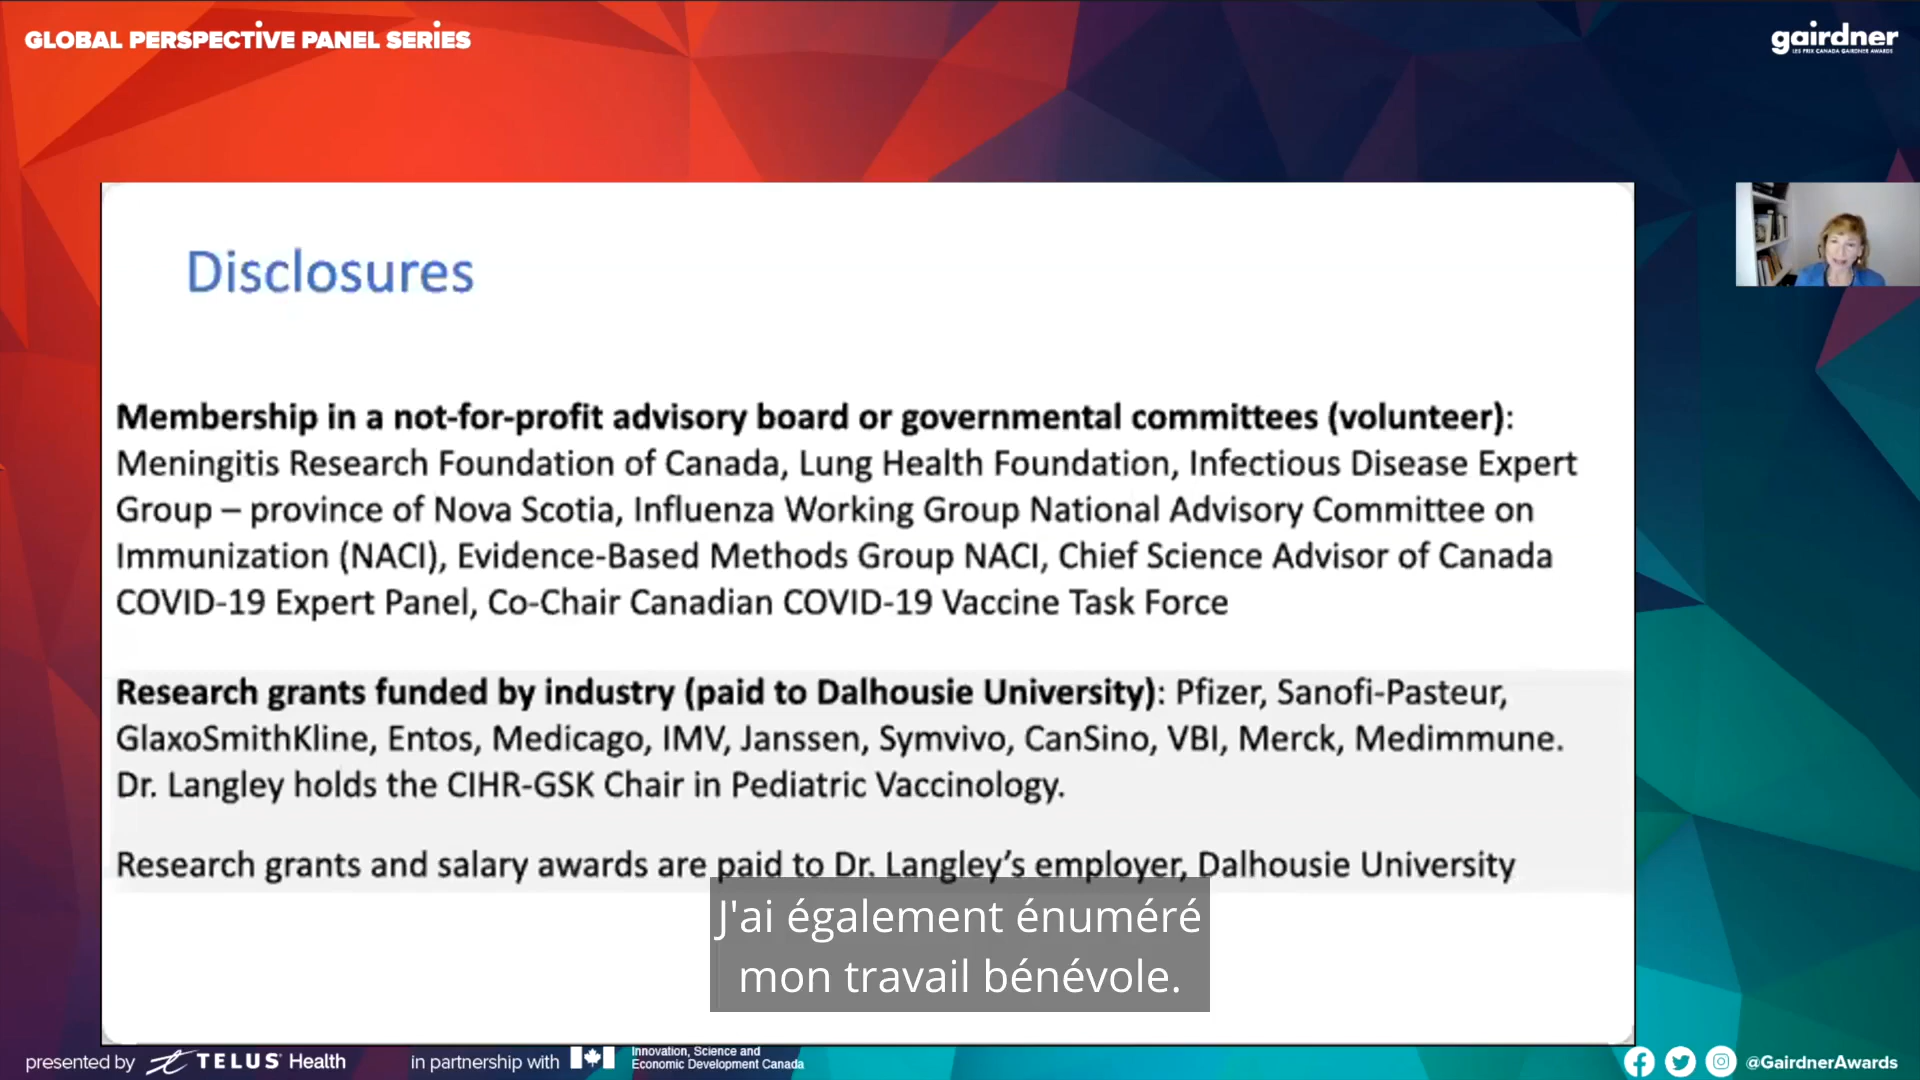 GLOBAL PERSPECTIVE PANEL SERIES
gairdner
LES PRIX CANADA GAIRDNER AWARDS
Disclosures
Membership in a not-for-profit advisory board or governmental committees (volunteer):
Meningitis Research Foundation of Canada, Lung Health Foundation, Infectious Disease Expert
Group – province of Nova Scotia, Influenza Working Group National Advisory Committee on
Immunization (NACI), Evidence-Based Methods Group NACI, Chief Science Advisor of Canada
COVID-19 Expert Panel, Co-Chair Canadian COVID-19 Vaccine Task Force
Research grants funded by industry (paid to Dalhousie University): Pfizer, Sanofi-Pasteur,
GlaxoSmithKline, Entos, Medicago, IMV, Janssen, Symvivo, CanSino, VBI, Merck, Medimmune.
Dr. Langley holds the CIHR-GSK Chair in Pediatric Vaccinology.
Research grants and salary awards are paid to Dr. Langley’s employer, Dalhousie University
J'ai également énuméré
mon travail bénévole.
presented by TELUS Health
in partnership with
Innovation, Science and
Economic Development Canada
@GairdnerAwards